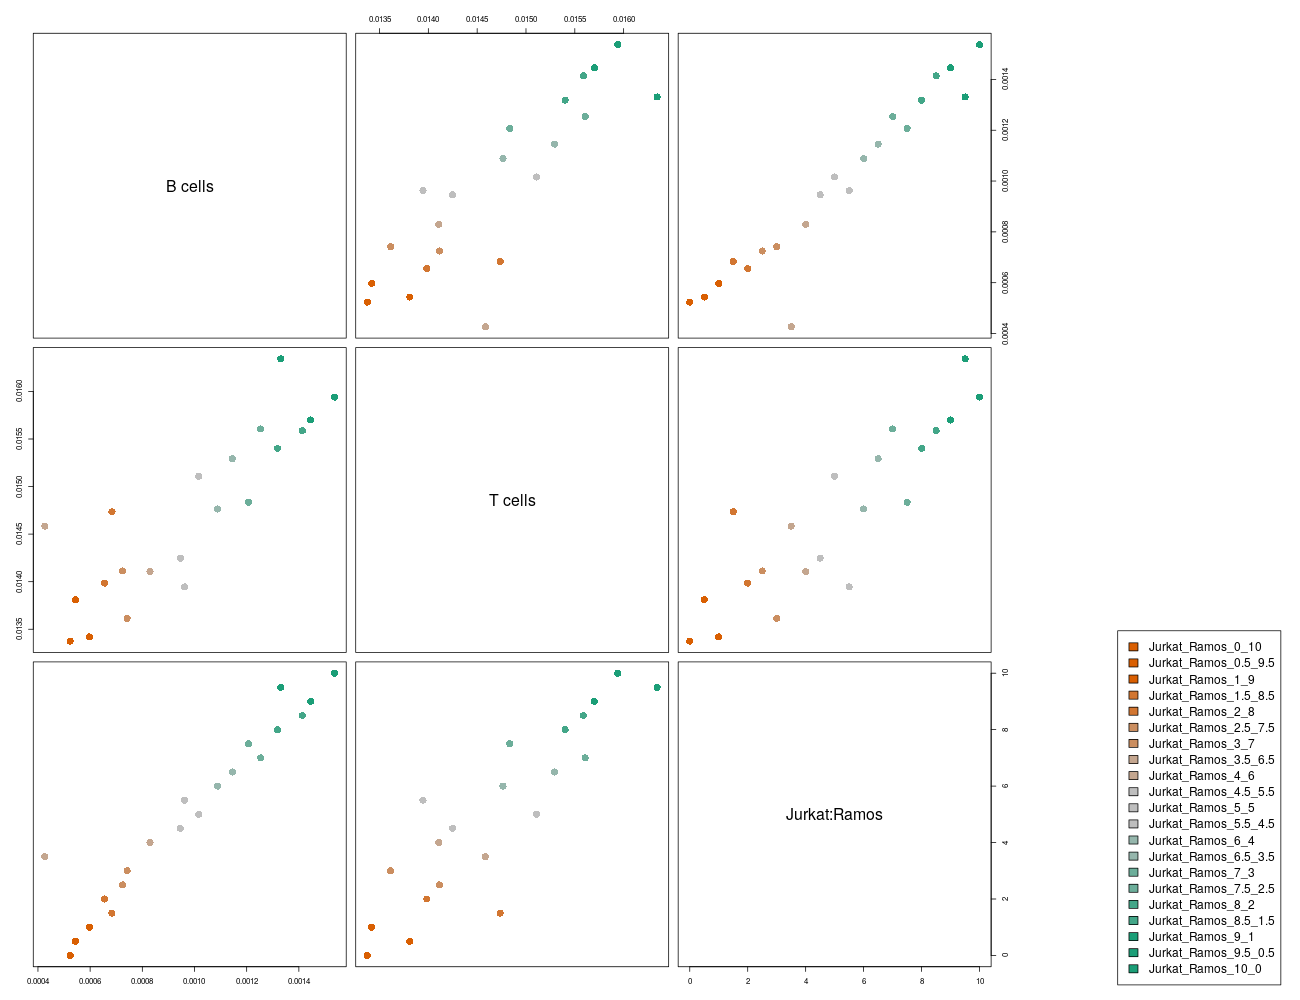 0.0135 0.0140 0.0145 0.0150 0.0155 0.0160
B cells
0.0004 0.0006 0.0008 0.0010 0.0012 0.0014
0.0135 0.0140 0.0145 0.0150 0.0155 0.0160
T cells
Jurkat:Ramos
0 2 4 6 8 10
0.0004 0.0006 0.0008 0.0010 0.0012 0.0014
0 2 4 6 8 10
Jurkat_Ramos_0_10
Jurkat_Ramos_0.5_9.5
Jurkat_Ramos_1_9
Jurkat_Ramos_1.5_8.5
Jurkat_Ramos_2_8
Jurkat_Ramos_2.5_7.5
Jurkat_Ramos_3_7
Jurkat_Ramos_3.5_6.5
Jurkat_Ramos_4_6
Jurkat_Ramos_4.5_5.5
Jurkat_Ramos_5_5
Jurkat_Ramos_5.5_4.5
Jurkat_Ramos_6_4
Jurkat_Ramos_6.5_3.5
Jurkat_Ramos_7_3
Jurkat_Ramos_7.5_2.5
Jurkat_Ramos_8_2
Jurkat_Ramos_8.5_1.5
Jurkat_Ramos_9_1
Jurkat_Ramos_9.5_0.5
Jurkat_Ramos_10_0